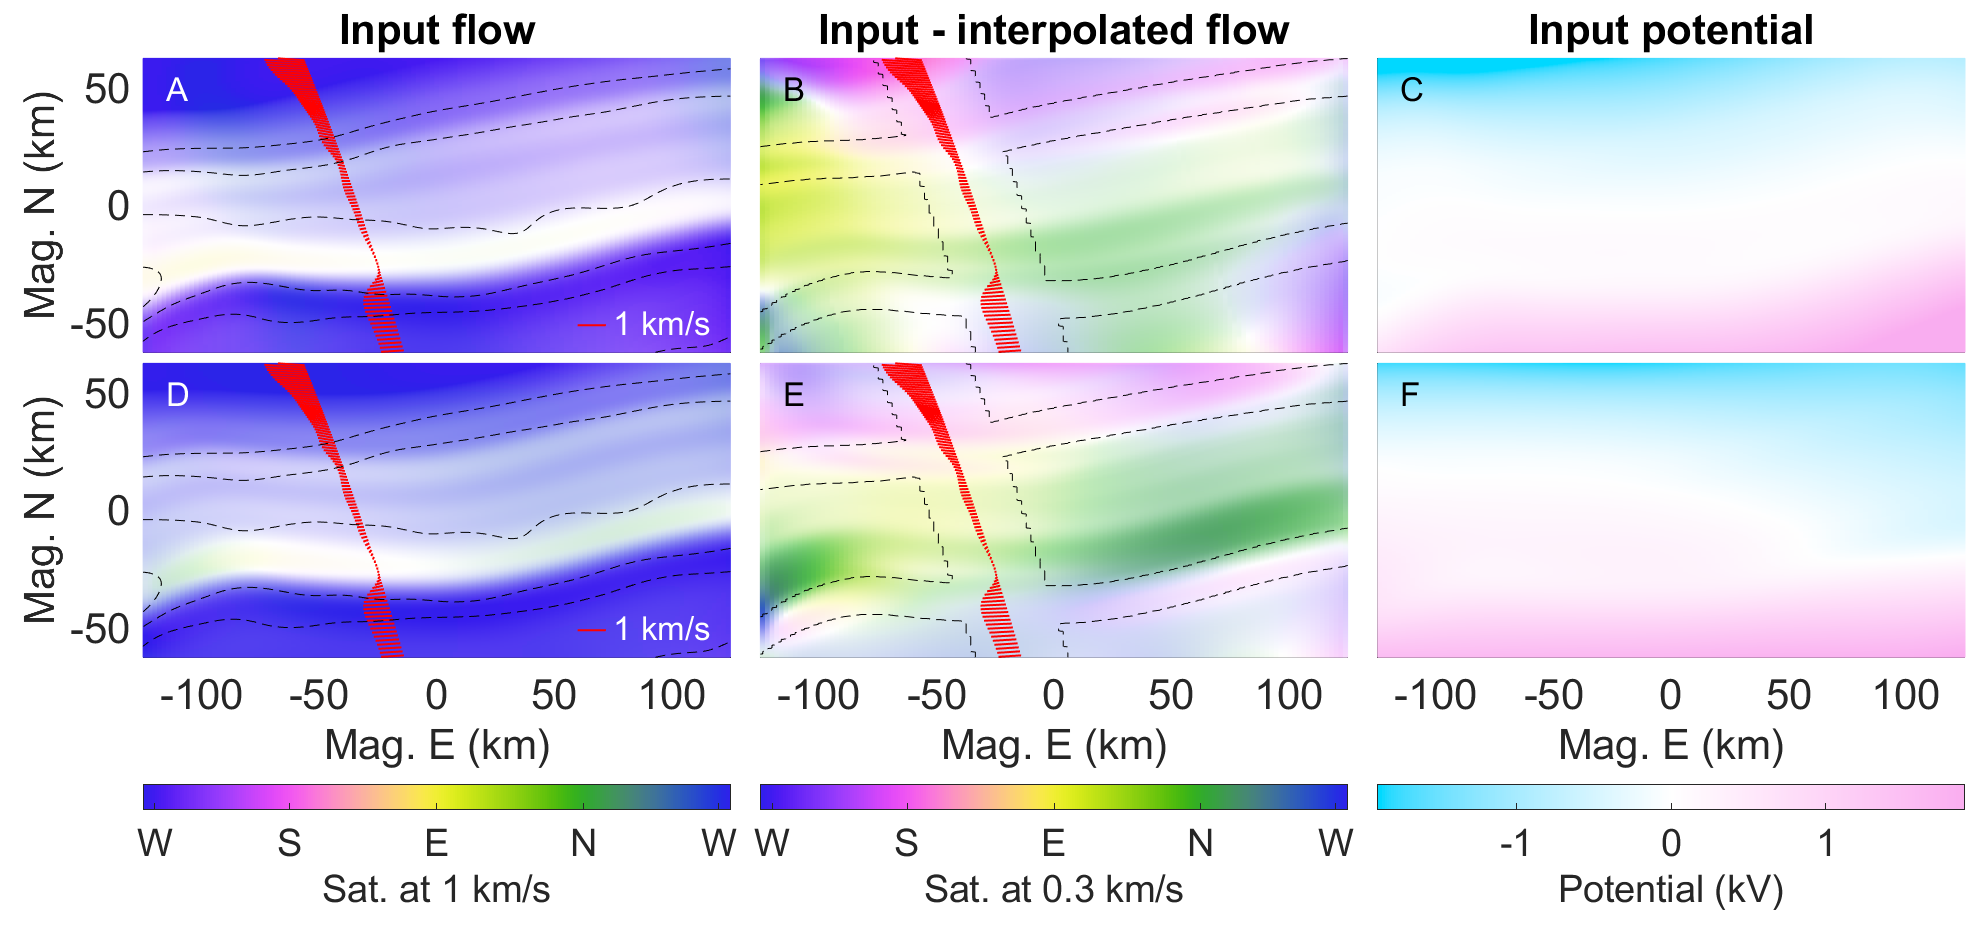 Input flow
Input - interpolated flow
Input potential
A
B
C
50
0
-50
Mag. N (km)
1 km/s
D
E
F
50
0
-50
Mag. N (km)
1 km/s
-100 -50 0 50 100
-100 -50 0 50 100
-100 -50 0 50 100
Mag. E (km)
Mag. E (km)
Mag. E (km)
W S E N W
W S E N W
-1 0 1
Sat. at 1 km/s
Sat. at 0.3 km/s
Potential (kV)